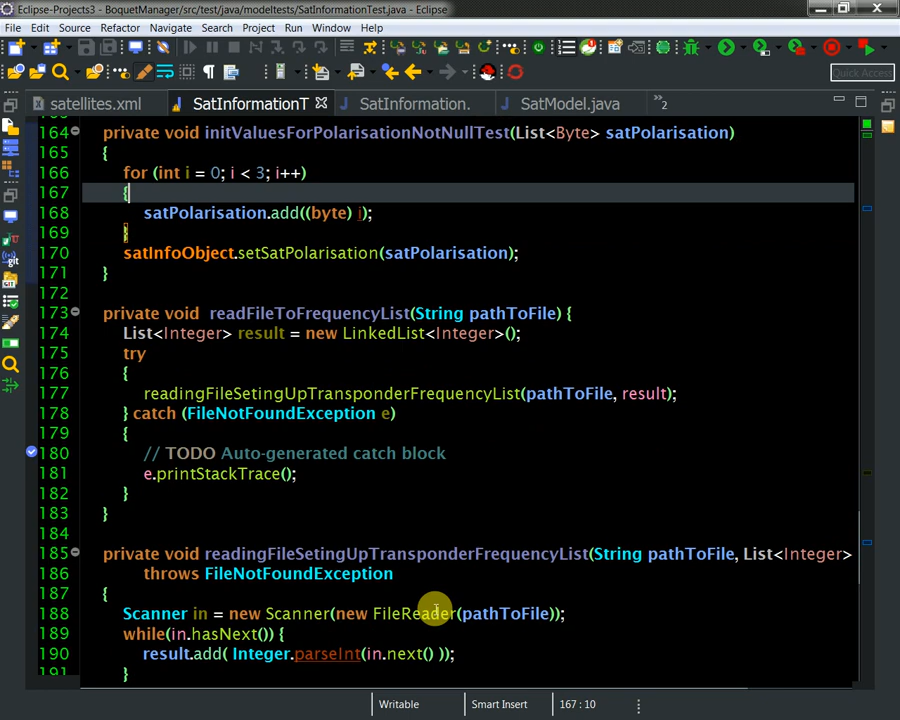 Eclipse-Projects3 - BoquetManager/src/test/java/modeltests/SatInformationTest.java - Eclipse
File Edit Source Refactor Navigate Search Project Run Window Help
Quick Access
satellites.xml SatInformationT SatInformation. SatModel.java »2
164 private void initValuesForPolarisationNotNullTest(List<Byte> satPolarisation)
165 {
166 for (int i = 0; i < 3; i++)
167 {
168 satPolarisation.add((byte) i);
169 }
170 satInfoObject.setSatPolarisation(satPolarisation);
171 }
172
173 private void readFileToFrequencyList(String pathToFile) {
174 List<Integer> result = new LinkedList<Integer>();
175 try
176 {
177 readingFileSetingUpTransponderFrequencyList(pathToFile, result);
178 } catch (FileNotFoundException e)
179 {
180 // TODO Auto-generated catch block
181 e.printStackTrace();
182 }
183 }
184
185 private void readingFileSetingUpTransponderFrequencyList(String pathToFile, List<Integer>
186 throws FileNotFoundException
187 {
188 Scanner in = new Scanner(new FileReader(pathToFile));
189 while(in.hasNext()) {
190 result.add( Integer.parseInt(in.next() ));
191 }
Writable Smart Insert 167 : 10